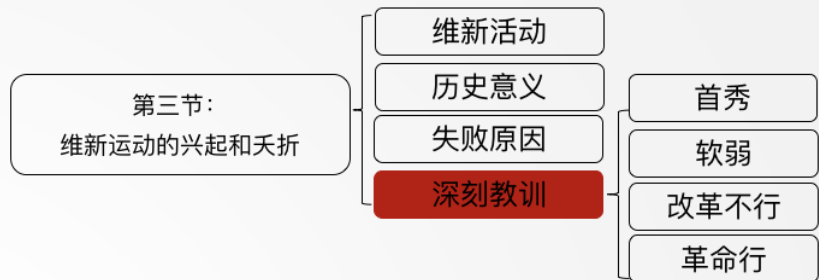 第三节：
维新运动的兴起和夭折
维新活动
历史意义
失败原因
深刻教训
首秀
软弱
改革不行
革命行